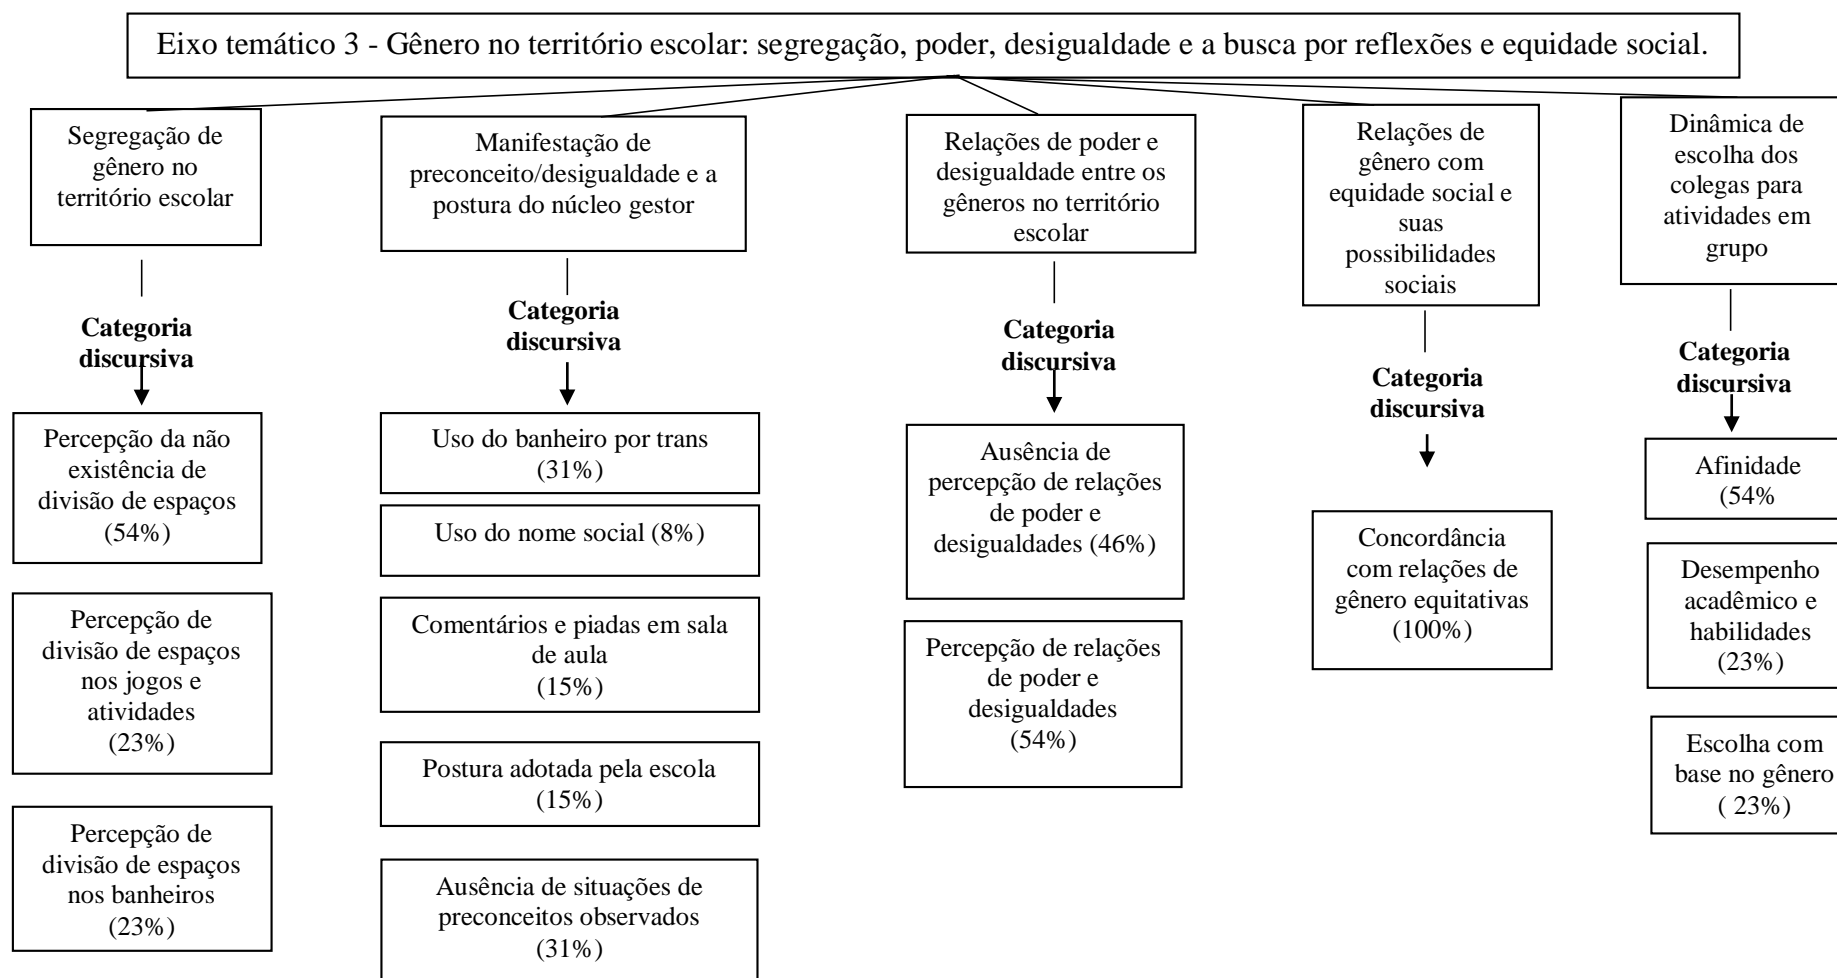 Eixo temático 3 - Gênero no território escolar: segregação, poder, desigualdade e a busca por reflexões e equidade social.
Segregação de
gênero no
território escolar
Categoria
discursiva
Percepção da não
existência de
divisão de espaços
(54%)
Percepção de
divisão de espaços
nos jogos e
atividades
(23%)
Percepção de
divisão de espaços
nos banheiros
(23%)
Manifestação de
preconceito/desigualdade e a
postura do núcleo gestor
Categoria
discursiva
Uso do banheiro por trans
(31%)
Uso do nome social (8%)
Comentários e piadas em sala
de aula
(15%)
Postura adotada pela escola
(15%)
Ausência de situações de
preconceitos observados
(31%)
Relações de poder e
desigualdade entre os
gêneros no território
escolar
Categoria
discursiva
Ausência de
percepção de relações
de poder e
desigualdades (46%)
Percepção de relações
de poder e
desigualdades
(54%)
Relações de
gênero com
equidade social e
suas
possibilidades
sociais
Categoria
discursiva
Concordância
com relações de
gênero equitativas
(100%)
Dinâmica de
escolha dos
colegas para
atividades em
grupo
Categoria
discursiva
Afinidade
(54%
Desempenho
acadêmico e
habilidades
(23%)
Escolha com
base no gênero
( 23%)